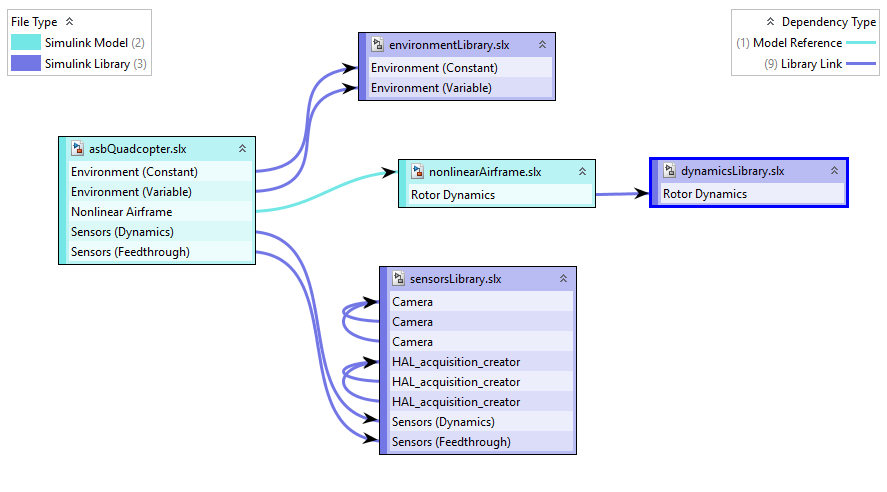 File Type
Simulink Model (2)
Simulink Library (3)
Dependency Type
(1) Model Reference
(9) Library Link
environmentLibrary.slx
Environment (Constant)
Environment (Variable)
asbQuadcopter.slx
Environment (Constant)
Environment (Variable)
Nonlinear Airframe
Sensors (Dynamics)
Sensors (Feedthrough)
nonlinearAirframe.slx
Rotor Dynamics
dynamicsLibrary.slx
Rotor Dynamics
sensorsLibrary.slx
Camera
Camera
Camera
HAL_acquisition_creator
HAL_acquisition_creator
HAL_acquisition_creator
Sensors (Dynamics)
Sensors (Feedthrough)